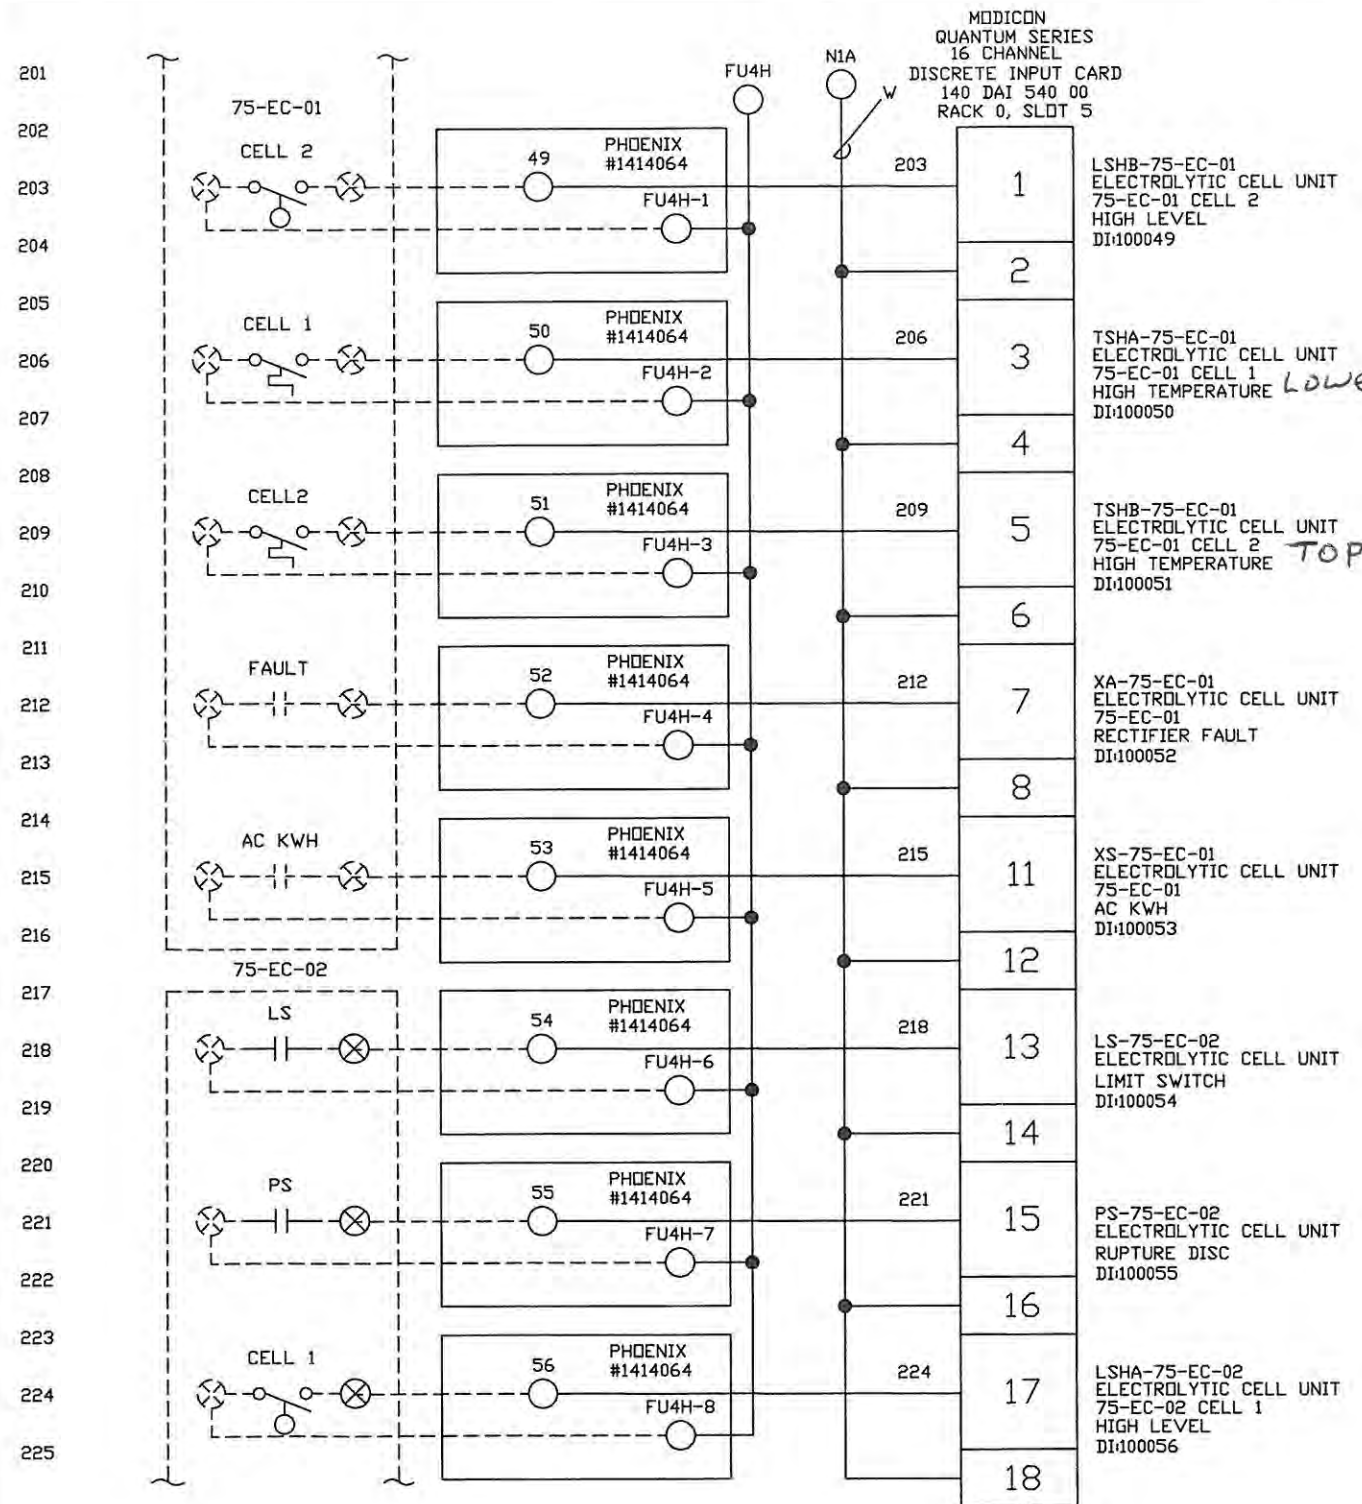 MODICON
QUANTUM SERIES
16 CHANNEL
DISCRETE INPUT CARD
140 DAI 540 00
RACK 0, SLOT 5
FU4H
N1A
W
201
75-EC-01
202
CELL 2
49
PHOENIX
#1414064
203
203
1
LSHB-75-EC-01
ELECTROLYTIC CELL UNIT
75-EC-01 CELL 2
HIGH LEVEL
DI:100049
FU4H-1
204
2
205
CELL 1
50
PHOENIX
#1414064
206
206
3
TSHA-75-EC-01
ELECTROLYTIC CELL UNIT
75-EC-01 CELL 1
HIGH TEMPERATURE
DI:100050
FU4H-2
207
4
208
CELL2
51
PHOENIX
#1414064
209
209
5
TSHB-75-EC-01
ELECTROLYTIC CELL UNIT
75-EC-01 CELL 2
HIGH TEMPERATURE TOP
DI:100051
FU4H-3
210
6
211
FAULT
52
PHOENIX
#1414064
212
212
7
XA-75-EC-01
ELECTROLYTIC CELL UNIT
75-EC-01
RECTIFIER FAULT
DI:100052
FU4H-4
213
8
214
AC KWH
53
PHOENIX
#1414064
215
215
11
XS-75-EC-01
ELECTROLYTIC CELL UNIT
75-EC-01
AC KWH
DI:100053
FU4H-5
216
12
75-EC-02
217
LS
54
PHOENIX
#1414064
218
218
13
LS-75-EC-02
ELECTROLYTIC CELL UNIT
LIMIT SWITCH
DI:100054
FU4H-6
219
14
220
PS
55
PHOENIX
#1414064
221
221
15
PS-75-EC-02
ELECTROLYTIC CELL UNIT
RUPTURE DISC
DI:100055
FU4H-7
222
16
223
CELL 1
56
PHOENIX
#1414064
224
224
17
LSHA-75-EC-02
ELECTROLYTIC CELL UNIT
75-EC-02 CELL 1
HIGH LEVEL
DI:100056
FU4H-8
225
18